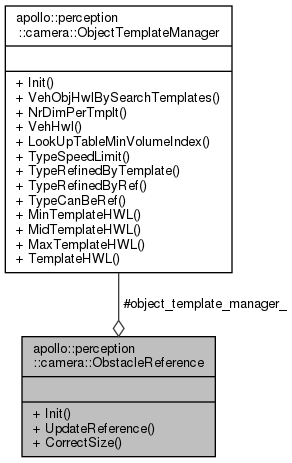 apollo::perception
::camera::ObjectTemplateManager
+ Init()
+ VehObjHwlBySearchTemplates()
+ NrDimPerTmplt()
+ VehHwl()
+ LookUpTableMinVolumeIndex()
+ TypeSpeedLimit()
+ TypeRefinedByTemplate()
+ TypeRefinedByRef()
+ TypeCanBeRef()
+ MinTemplateHWL()
+ MidTemplateHWL()
+ MaxTemplateHWL()
+ TemplateHWL()
#object_template_manager_
apollo::perception
::camera::ObstacleReference
+ Init()
+ UpdateReference()
+ CorrectSize()